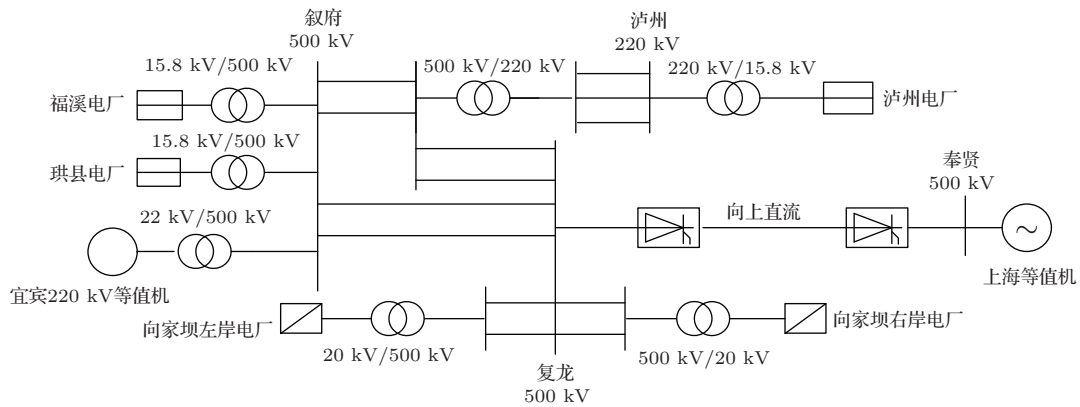 叙府
500 kV
泸州
220 kV
15.8 kV/500 kV
500 kV/220 kV
220 kV/15.8 kV
福溪电厂
泸州电厂
15.8 kV/500 kV
珙县电厂
奉贤
500 kV
22 kV/500 kV
向上直流
宜宾220 kV等值机
上海等值机
向家坝左岸电厂
向家坝右岸电厂
20 kV/500 kV
500 kV/20 kV
复龙
500 kV